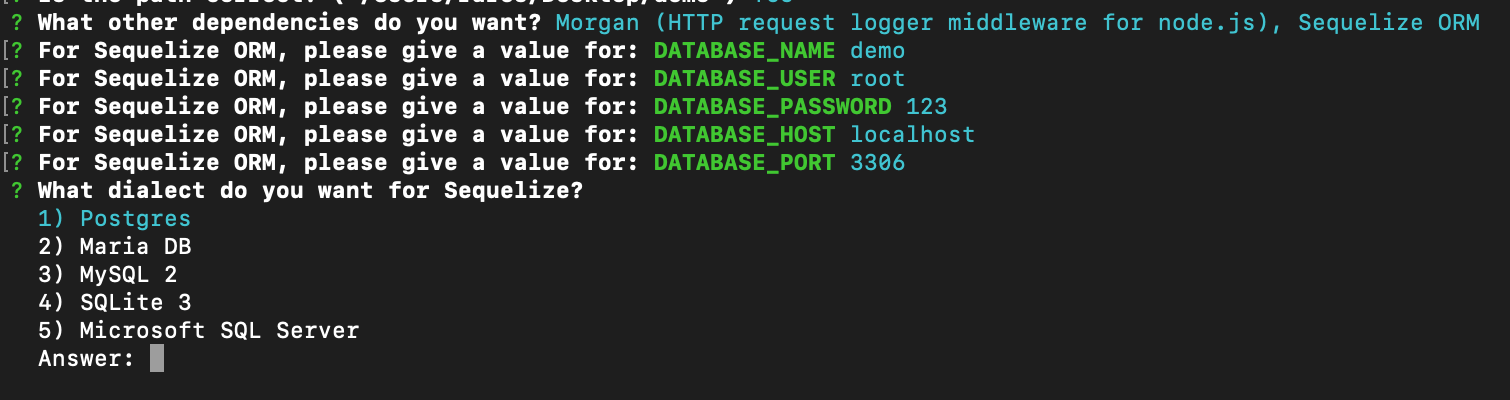 ? What other dependencies do you want? Morgan (HTTP request logger middleware for node.js), Sequelize ORM
[? For Sequelize ORM, please give a value for: DATABASE_NAME demo
[? For Sequelize ORM, please give a value for: DATABASE_USER root
[? For Sequelize ORM, please give a value for: DATABASE_PASSWORD 123
[? For Sequelize ORM, please give a value for: DATABASE_HOST localhost
[? For Sequelize ORM, please give a value for: DATABASE_PORT 3306
? What dialect do you want for Sequelize?
1) Postgres
2) Maria DB
3) MySQL 2
4) SQLite 3
5) Microsoft SQL Server
Answer: